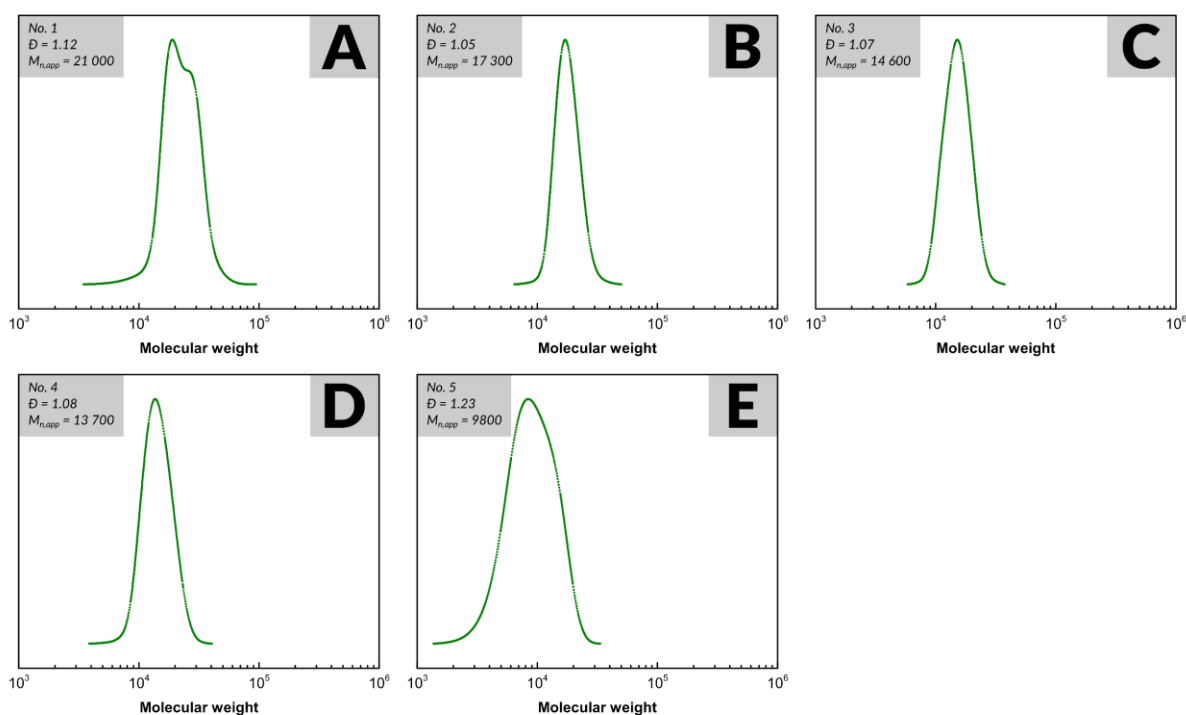 No. 1
Đ = 1.12
Mn,app = 21 000
A
10³ 10⁴ 10⁵ 10⁶
Molecular weight
No. 2
Đ = 1.05
Mn,app = 17 300
B
10³ 10⁴ 10⁵ 10⁶
Molecular weight
No. 3
Đ = 1.07
Mn,app = 14 600
C
10³ 10⁴ 10⁵ 10⁶
Molecular weight
No. 4
Đ = 1.08
Mn,app = 13 700
D
10³ 10⁴ 10⁵ 10⁶
Molecular weight
No. 5
Đ = 1.23
Mn,app = 9800
E
10³ 10⁴ 10⁵ 10⁶
Molecular weight